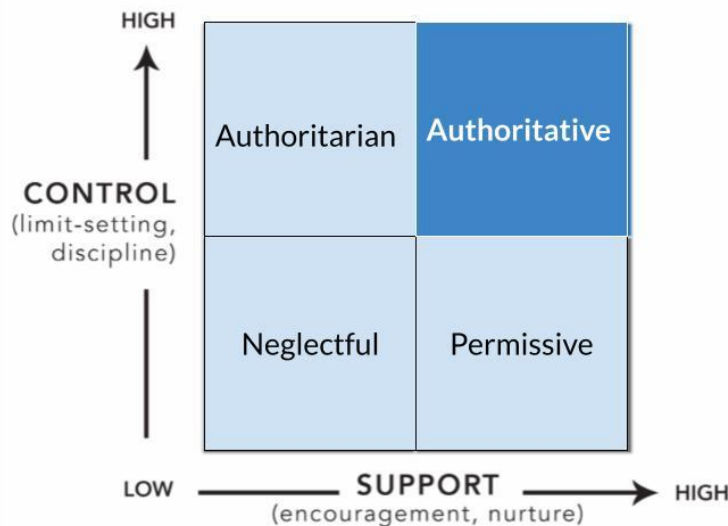 HIGH
Authoritarian
Authoritative
CONTROL
(limit-setting,
discipline)
Neglectful
Permissive
LOW
SUPPORT
HIGH
(encouragement, nurture)